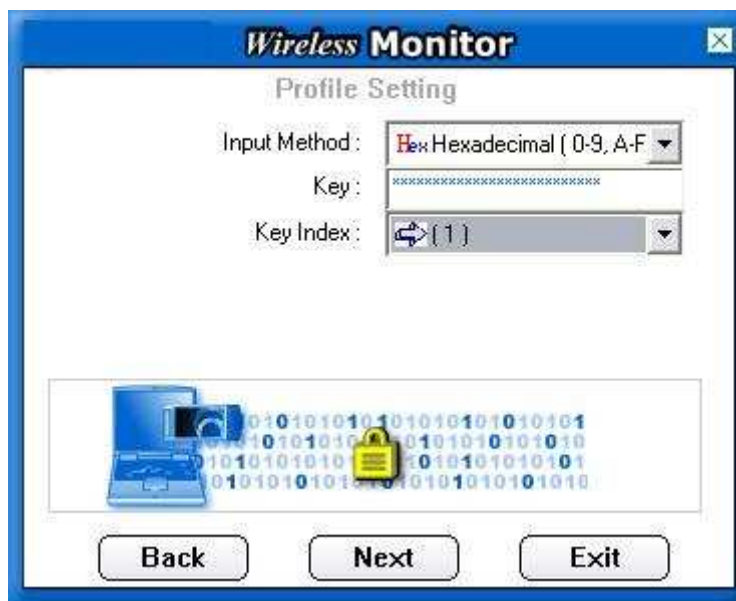 Wireless Monitor
Profile Setting
Input Method : Hex Hexadecimal ( 0-9, A-F
Key : **************************
Key Index : ( 1 )
Back Next Exit